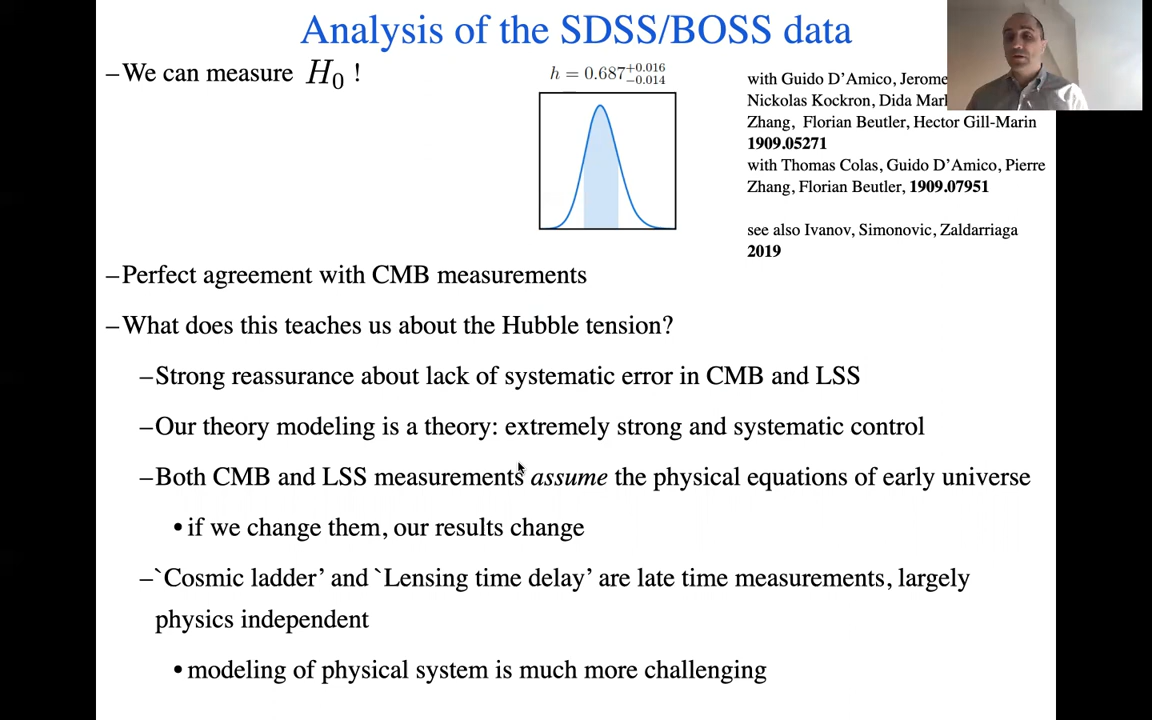 Analysis of the SDSS/BOSS data
–We can measure H₀ !
h = 0.687+0.016 −0.014
with Guido D’Amico, Jerome
Nickolas Kockron, Dida
Zhang, Florian Beutler, Hector Gill-Marin
1909.05271
with Thomas Colas, Guido D’Amico, Pierre
Zhang, Florian Beutler, 1909.07951
see also Ivanov, Simonovic, Zaldarriaga
2019
–Perfect agreement with CMB measurements
–What does this teaches us about the Hubble tension?
–Strong reassurance about lack of systematic error in CMB and LSS
–Our theory modeling is a theory: extremely strong and systematic control
–Both CMB and LSS measurements assume the physical equations of early universe
•if we change them, our results change
–`Cosmic ladder’ and `Lensing time delay’ are late time measurements, largely
physics independent
•modeling of physical system is much more challenging